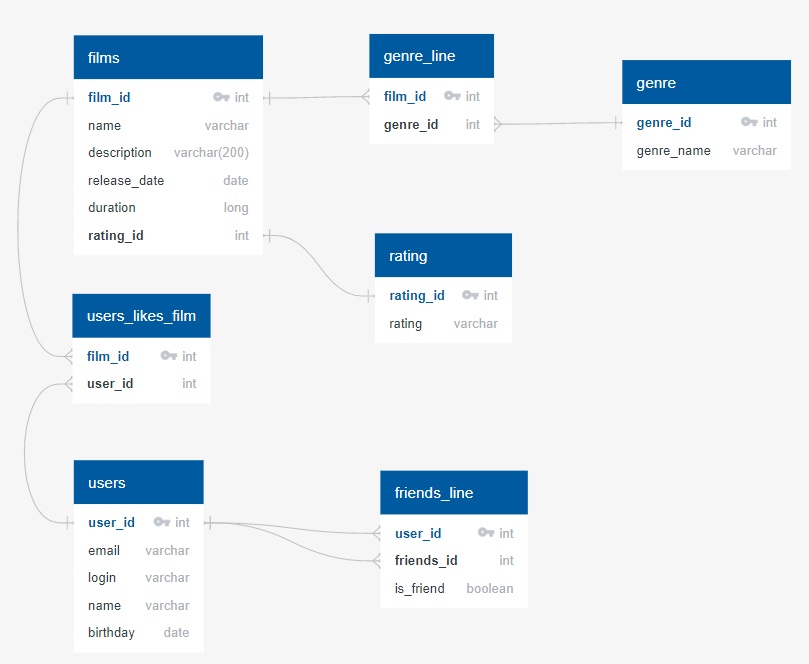 films
film_id int
name varchar
description varchar(200)
release_date date
duration long
rating_id int
genre_line
film_id int
genre_id int
genre
genre_id int
genre_name varchar
rating
rating_id int
rating varchar
users_likes_film
film_id int
user_id int
users
user_id int
email varchar
login varchar
name varchar
birthday date
friends_line
user_id int
friends_id int
is_friend boolean